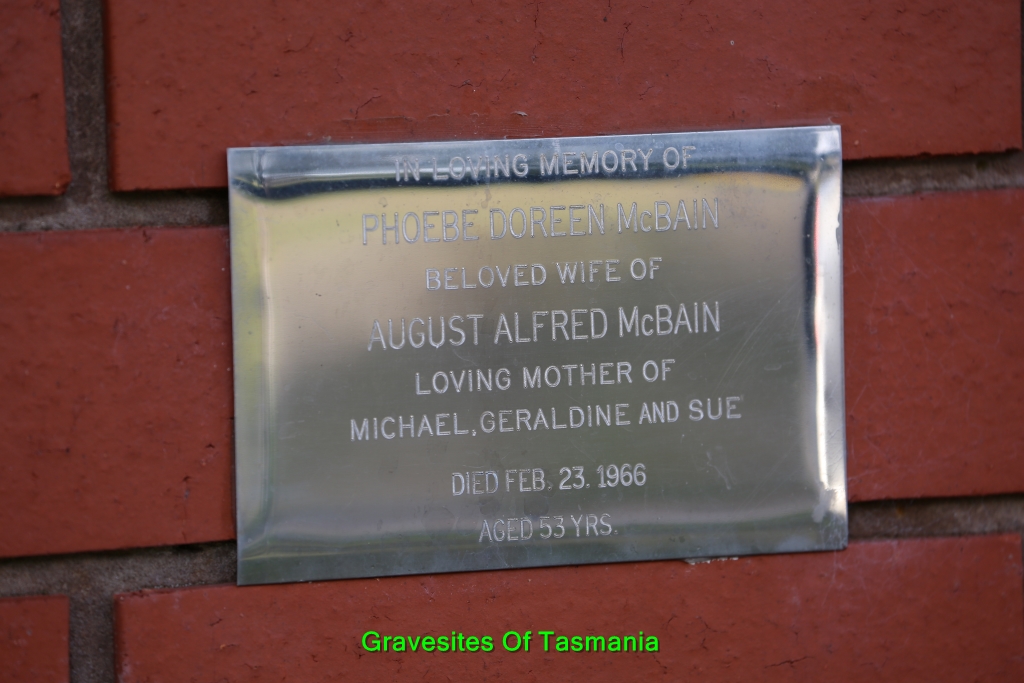 IN LOVING MEMORY OF
PHOEBE DOREEN McBAIN
BELOVED WIFE OF
AUGUST ALFRED McBAIN
LOVING MOTHER OF
MICHAEL, GERALDINE AND SUE
DIED FEB. 23. 1966
AGED 53 YRS.
Gravesites Of Tasmania